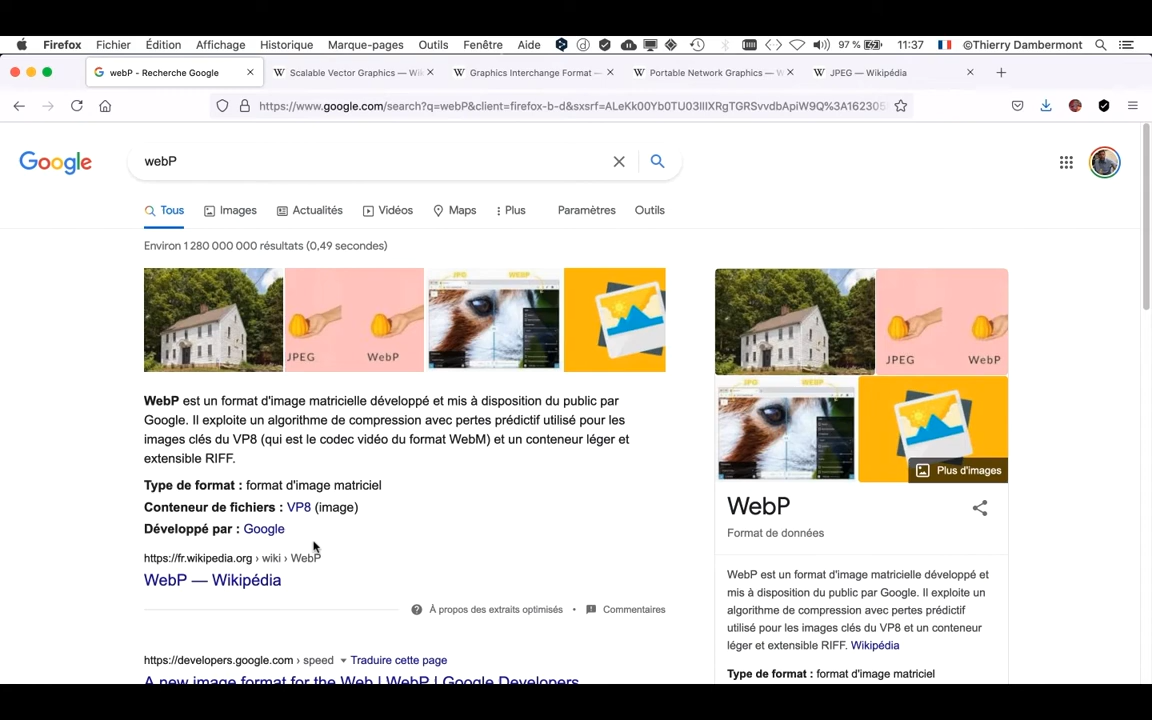 Firefox Fichier Édition Affichage Historique Marque-pages Outils Fenêtre Aide 97 % 11:37 ©Thierry Dambermont
webP - Recherche Google Scalable Vector Graphics — Wi Graphics Interchange Format — Portable Network Graphics — W JPEG — Wikipédia
https://www.google.com/search?q=webP&client=firefox-b-d&sxsrf=
Google webP
Tous Images Actualités Vidéos Maps Plus Paramètres Outils
Environ 1 280 000 000 résultats (0,49 secondes)
JPEG WebP
JPG WEBP
WebP est un format d'image matricielle développé et mis à disposition du public par
Google. Il exploite un algorithme de compression avec pertes prédictif utilisé pour les
images clés du VP8 (qui est le codec vidéo du format WebM) et un conteneur léger et
extensible RIFF.
Type de format : format d'image matriciel
Conteneur de fichiers : VP8 (image)
Développé par : Google
https://fr.wikipedia.org › wiki › WebP
WebP — Wikipédia
À propos des extraits optimisés • Commentaires
https://developers.google.com › speed Traduire cette page
A new image format for the Web | WebP | Google Developers
JPEG WebP
JPG WEBP
Plus d'images
WebP
Format de données
WebP est un format d'image matricielle développé et
mis à disposition du public par Google. Il exploite un
algorithme de compression avec pertes prédictif
utilisé pour les images clés du VP8 et un conteneur
léger et extensible RIFF. Wikipédia
Type de format : format d'image matriciel